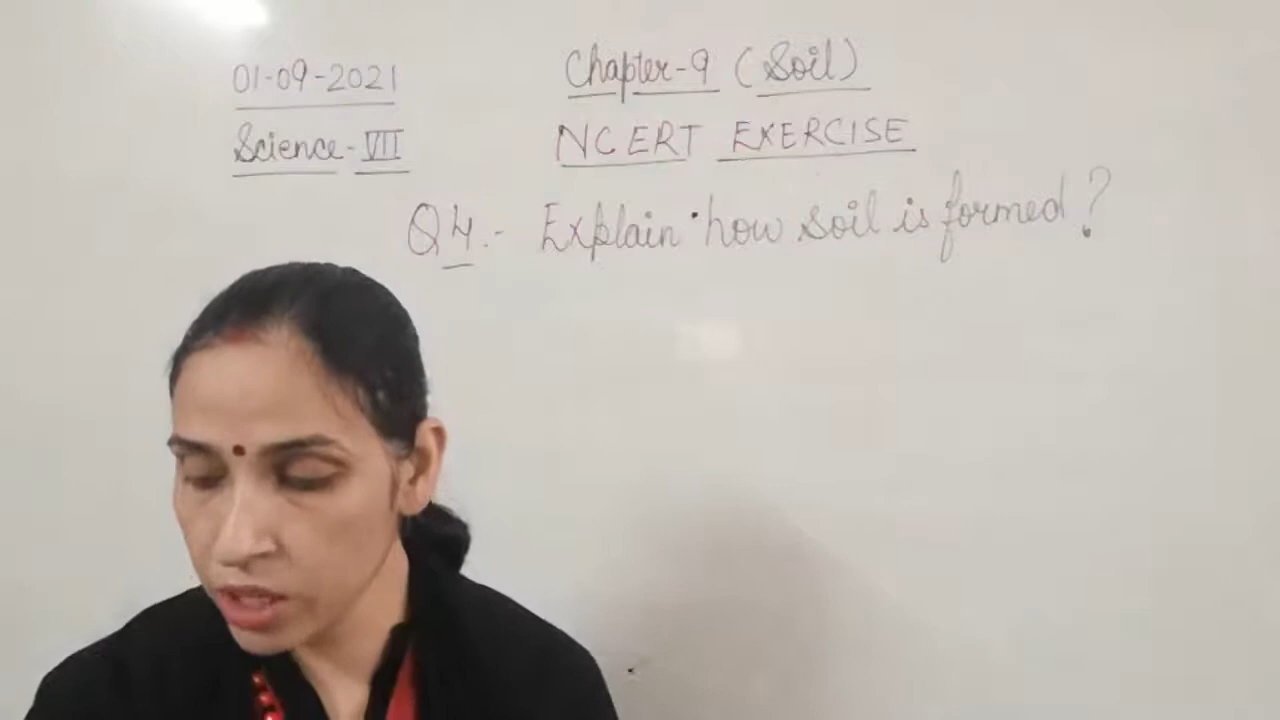 01-09-2021
Chapter-9 (Soil)
Science-VII
NCERT EXERCISE
Q4.- Explain how soil is formed?